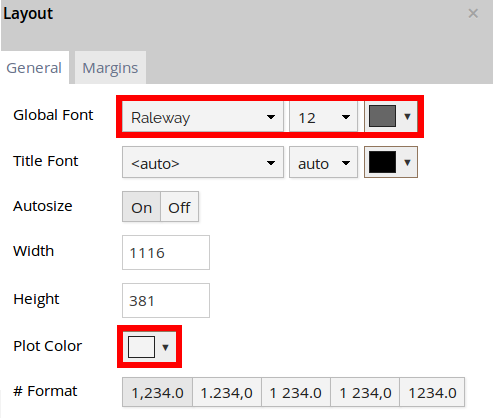 Layout ×
General Margins
Global Font Raleway 12
Title Font <auto> auto
Autosize On Off
Width 1116
Height 381
Plot Color
# Format 1,234.0 1.234,0 1 234.0 1 234,0 1234.0